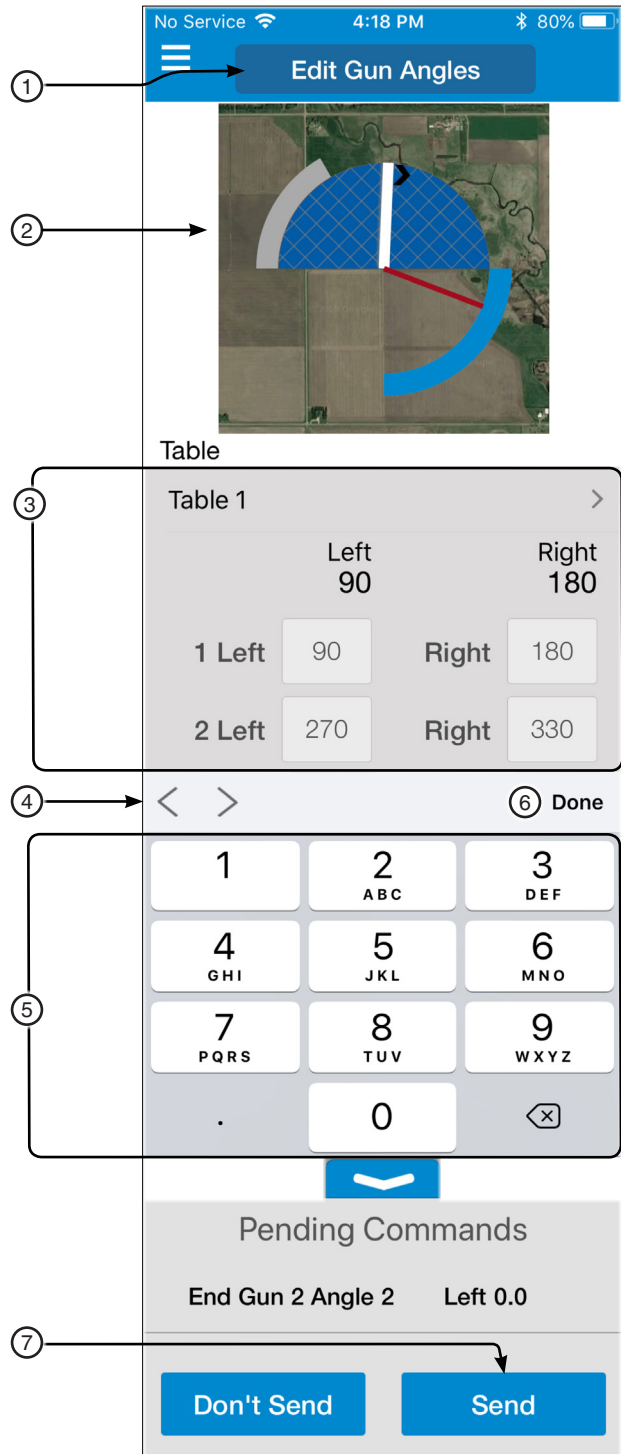 No Service 4:18 PM 80%
1 Edit Gun Angles
2
Table
3
Table 1 >
Left Right
90 180
1 Left 90 Right 180
2 Left 270 Right 330
4 < > 6 Done
5
1 2 3
ABC DEF
4 5 6
GHI JKL MNO
7 8 9
PQRS TUV WXYZ
. 0
Pending Commands
End Gun 2 Angle 2 Left 0.0
7
Don't Send Send